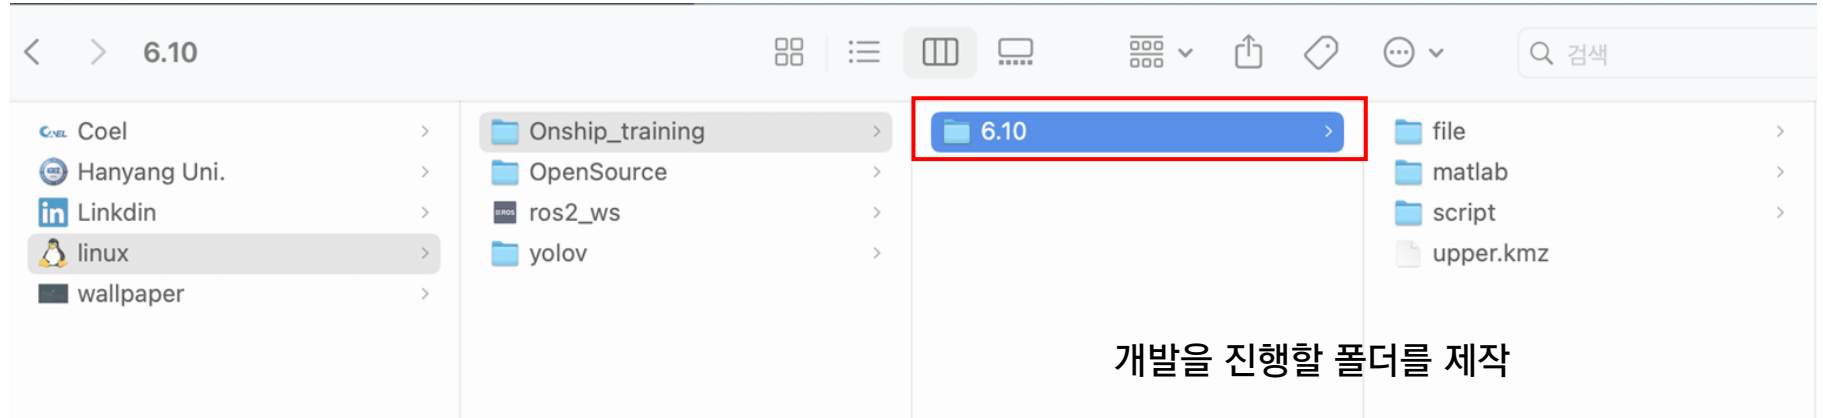 6.10
검색
Coel
Hanyang Uni.
Linkdin
linux
wallpaper
Onship_training
OpenSource
ros2_ws
yolov
6.10
file
matlab
script
upper.kmz
개발을 진행할 폴더를 제작